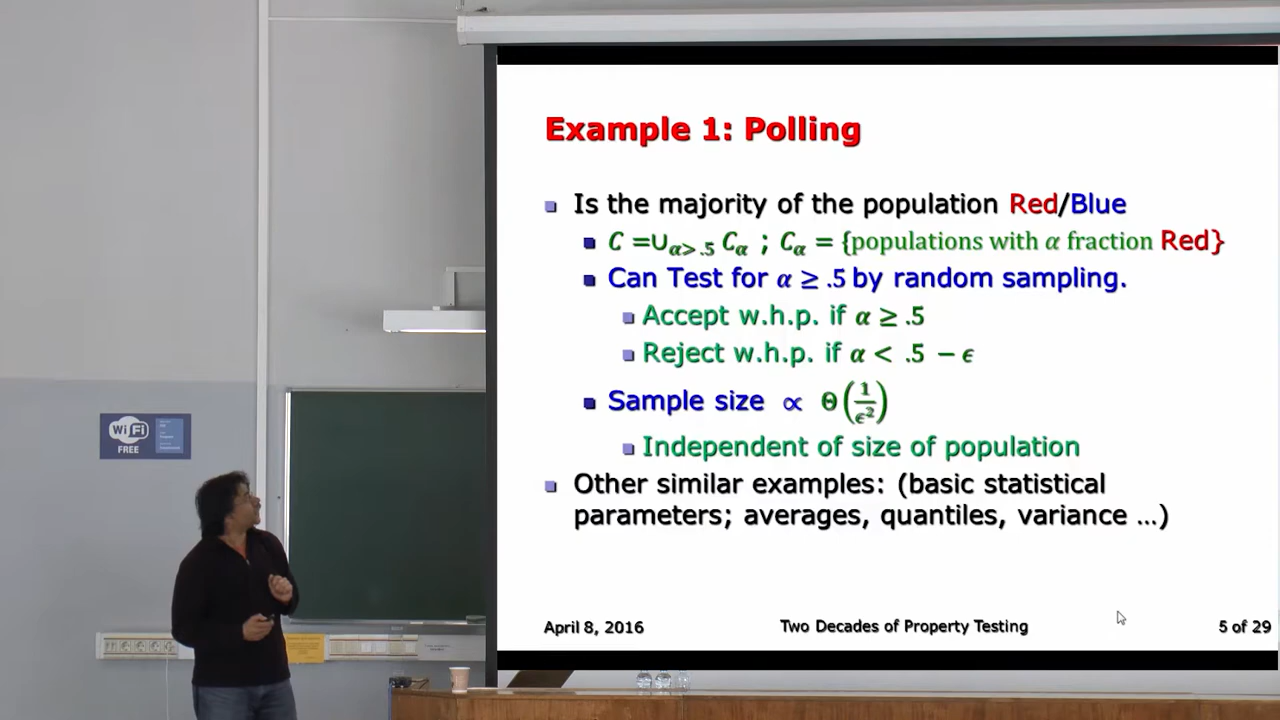 Example 1: Polling
Is the majority of the population Red/Blue
C =∪α>.5 Cα ; Cα = {populations with α fraction Red}
Can Test for α ≥ .5 by random sampling.
Accept w.h.p. if α ≥ .5
Reject w.h.p. if α < .5 − ϵ
Sample size ∝ Θ(1/ϵ²)
Independent of size of population
Other similar examples: (basic statistical
parameters; averages, quantiles, variance …)
April 8, 2016 Two Decades of Property Testing 5 of 29
WiFi
FREE